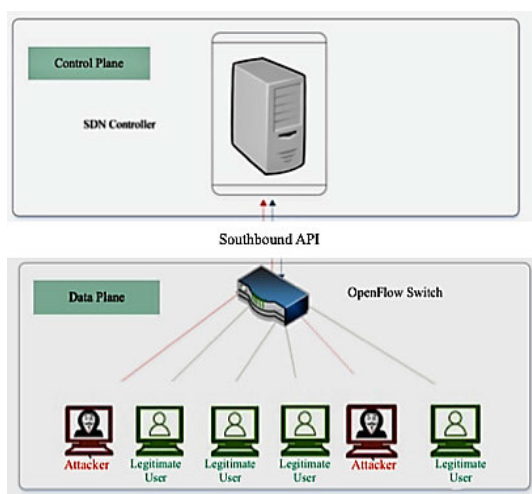 Control Plane
SDN Controller
Southbound API
Data Plane
OpenFlow Switch
Attacker
Legitimate
User
Legitimate
User
Legitimate
User
Attacker
Legitimate
User